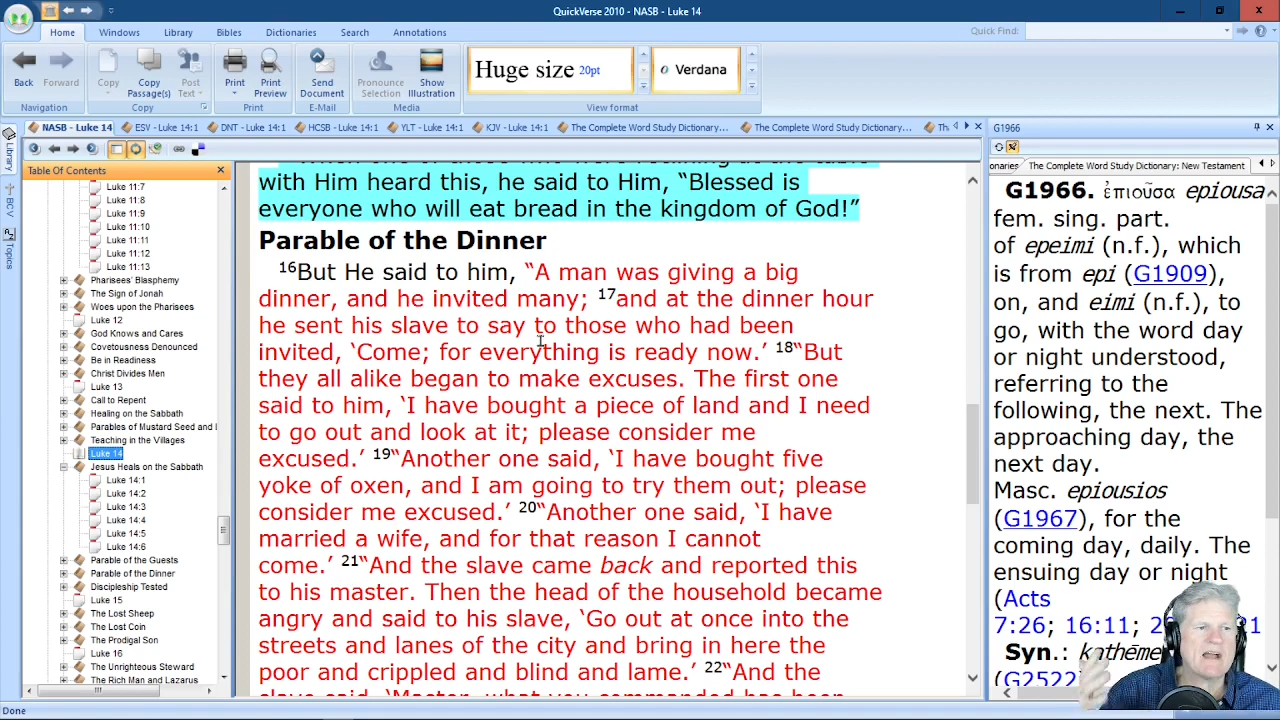 QuickVerse 2010 - NASB - Luke 14
Home Windows Library Bibles Dictionaries Search Annotations
Quick Find:
Back Forward Copy Copy Passage(s) Post Text Print Print Preview Send Document Pronounce Selection Show Illustration
Huge size 20pt
Verdana
Navigation Copy Print E-Mail Media View format
NASB - Luke 14 ESV - Luke 14:1 DNT - Luke 14:1 HCSB - Luke 14:1 YLT - Luke 14:1 KJV - Luke 14:1 The Complete Word Study Dictionary... The Complete Word Study Dictionary... Th
Library
BCV
Topics
Table Of Contents
Luke 11:7
Luke 11:8
Luke 11:9
Luke 11:10
Luke 11:11
Luke 11:12
Luke 11:13
Pharisees' Blasphemy
The Sign of Jonah
Woes upon the Pharisees
Luke 12
God Knows and Cares
Covetousness Denounced
Be in Readiness
Christ Divides Men
Luke 13
Call to Repent
Healing on the Sabbath
Parables of Mustard Seed and
Teaching in the Villages
Luke 14
Jesus Heals on the Sabbath
Luke 14:1
Luke 14:2
Luke 14:3
Luke 14:4
Luke 14:5
Luke 14:6
Parable of the Guests
Parable of the Dinner
Discipleship Tested
Luke 15
The Lost Sheep
The Lost Coin
The Prodigal Son
Luke 16
The Unrighteous Steward
The Rich Man and Lazarus
with Him heard this, he said to Him, “Blessed is
everyone who will eat bread in the kingdom of God!”
Parable of the Dinner
16But He said to him, “A man was giving a big
dinner, and he invited many; 17and at the dinner hour
he sent his slave to say to those who had been
invited, ‘Come; for everything is ready now.’ 18“But
they all alike began to make excuses. The first one
said to him, ‘I have bought a piece of land and I need
to go out and look at it; please consider me
excused.’ 19“Another one said, ‘I have bought five
yoke of oxen, and I am going to try them out; please
consider me excused.’ 20“Another one said, ‘I have
married a wife, and for that reason I cannot
come.’ 21“And the slave came back and reported this
to his master. Then the head of the household became
angry and said to his slave, ‘Go out at once into the
streets and lanes of the city and bring in here the
poor and crippled and blind and lame.’ 22“And the
slave said, ‘Master, what you commanded has been
G1966
onaries The Complete Word Study Dictionary: New Testament
G1966. ἐπιοῦσα epiousa
fem. sing. part.
of epeimi (n.f.), which
is from epi (G1909),
on, and eimi (n.f.), to
go, with the word day
or night understood,
referring to the
following, the next. The
approaching day, the
next day.
Masc. epiousios
(G1967), for the
coming day, daily. The
ensuing day or night
(Acts
7:26; 16:11;
Syn.: kathēme
(G2522)
Done